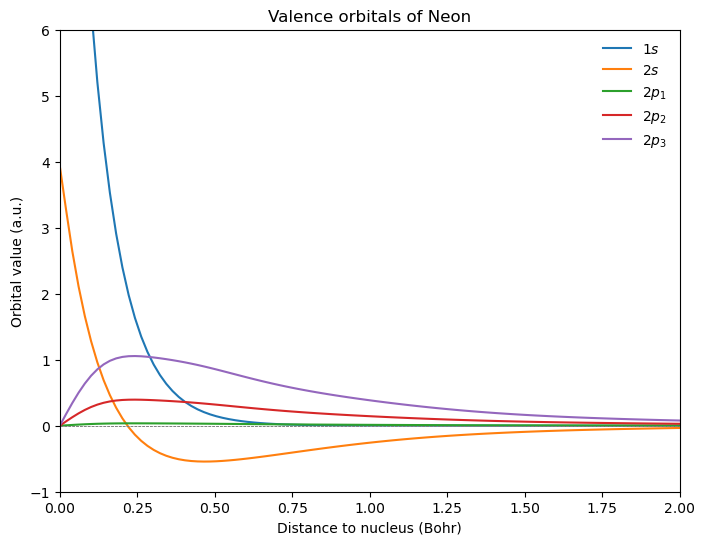 Valence orbitals of Neon
6
5
4
3
2
1
0
−1
Orbital value (a.u.)
1s
2s
2p₁
2p₂
2p₃
0.00 0.25 0.50 0.75 1.00 1.25 1.50 1.75 2.00
Distance to nucleus (Bohr)